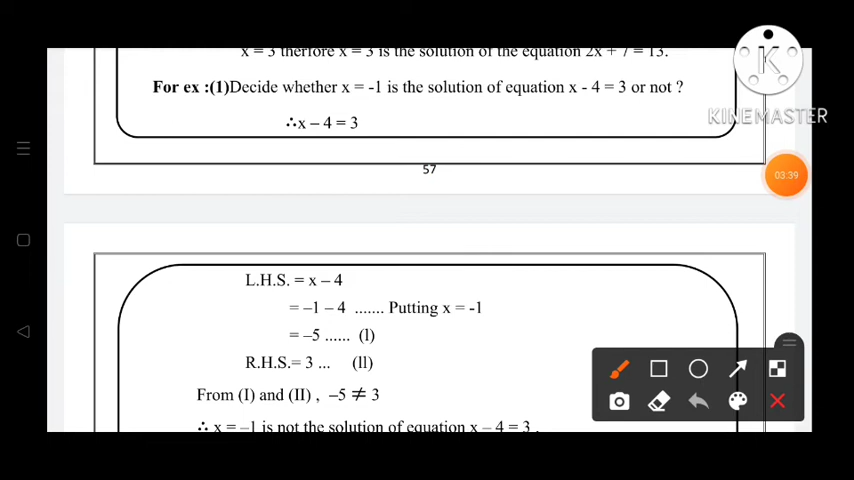 x = 3 therfore x = 3 is the solution of the equation 2x + 7 = 13.
For ex :(1)Decide whether x = -1 is the solution of equation x - 4 = 3 or not ?
∴x – 4 = 3
57
L.H.S. = x – 4
= –1 – 4 ....... Putting x = -1
= –5 ...... (l)
R.H.S.= 3 ... (ll)
From (I) and (II) , –5 ≠ 3
∴ x = –1 is not the solution of equation x – 4 = 3 .
K
KINEMASTER
03:39